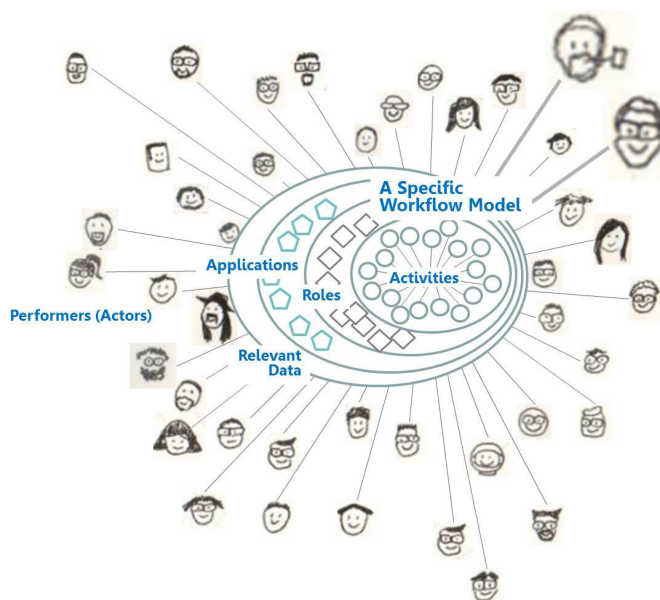 A Specific
Workflow Model
Applications
Activities
Roles
Performers (Actors)
Relevant
Data